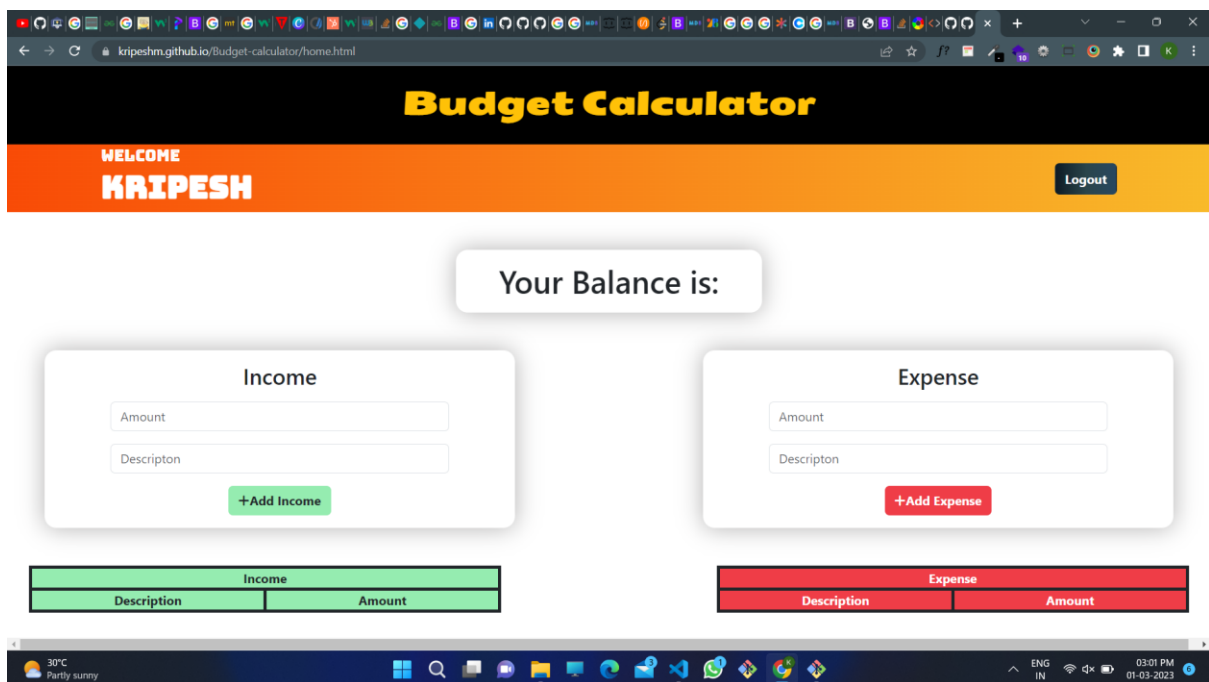 kripeshm.github.io/Budget-calculator/home.html
10
K
Budget Calculator
WELCOME
KRIPESH
Logout
Your Balance is:
Income
Amount
Descripton
+Add Income
Expense
Amount
Descripton
+Add Expense
Income
Description Amount
Expense
Description Amount
30°C
Partly sunny
ENG
IN
03:01 PM
01-03-2023
6